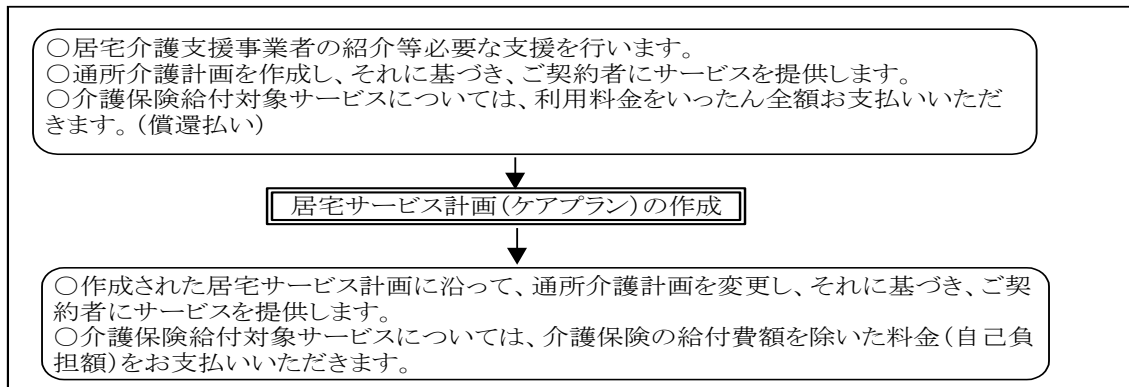 ○居宅介護支援事業者の紹介等必要な支援を行います。
○通所介護計画を作成し、それに基づき、ご契約者にサービスを提供します。
○介護保険給付対象サービスについては、利用料金をいったん全額お支払いいただ
きます。(償還払い)
居宅サービス計画(ケアプラン)の作成
○作成された居宅サービス計画に沿って、通所介護計画を変更し、それに基づき、ご契
約者にサービスを提供します。
○介護保険給付対象サービスについては、介護保険の給付費額を除いた料金(自己負
担額)をお支払いいただきます。